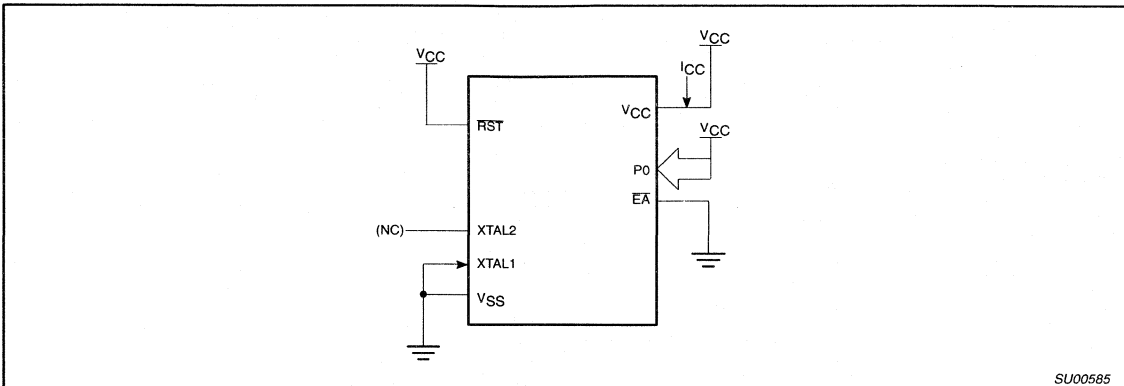 VCC
VCC
ICC
VCC
RST
VCC
P0
EA
(NC)
XTAL2
XTAL1
VSS
SU00585